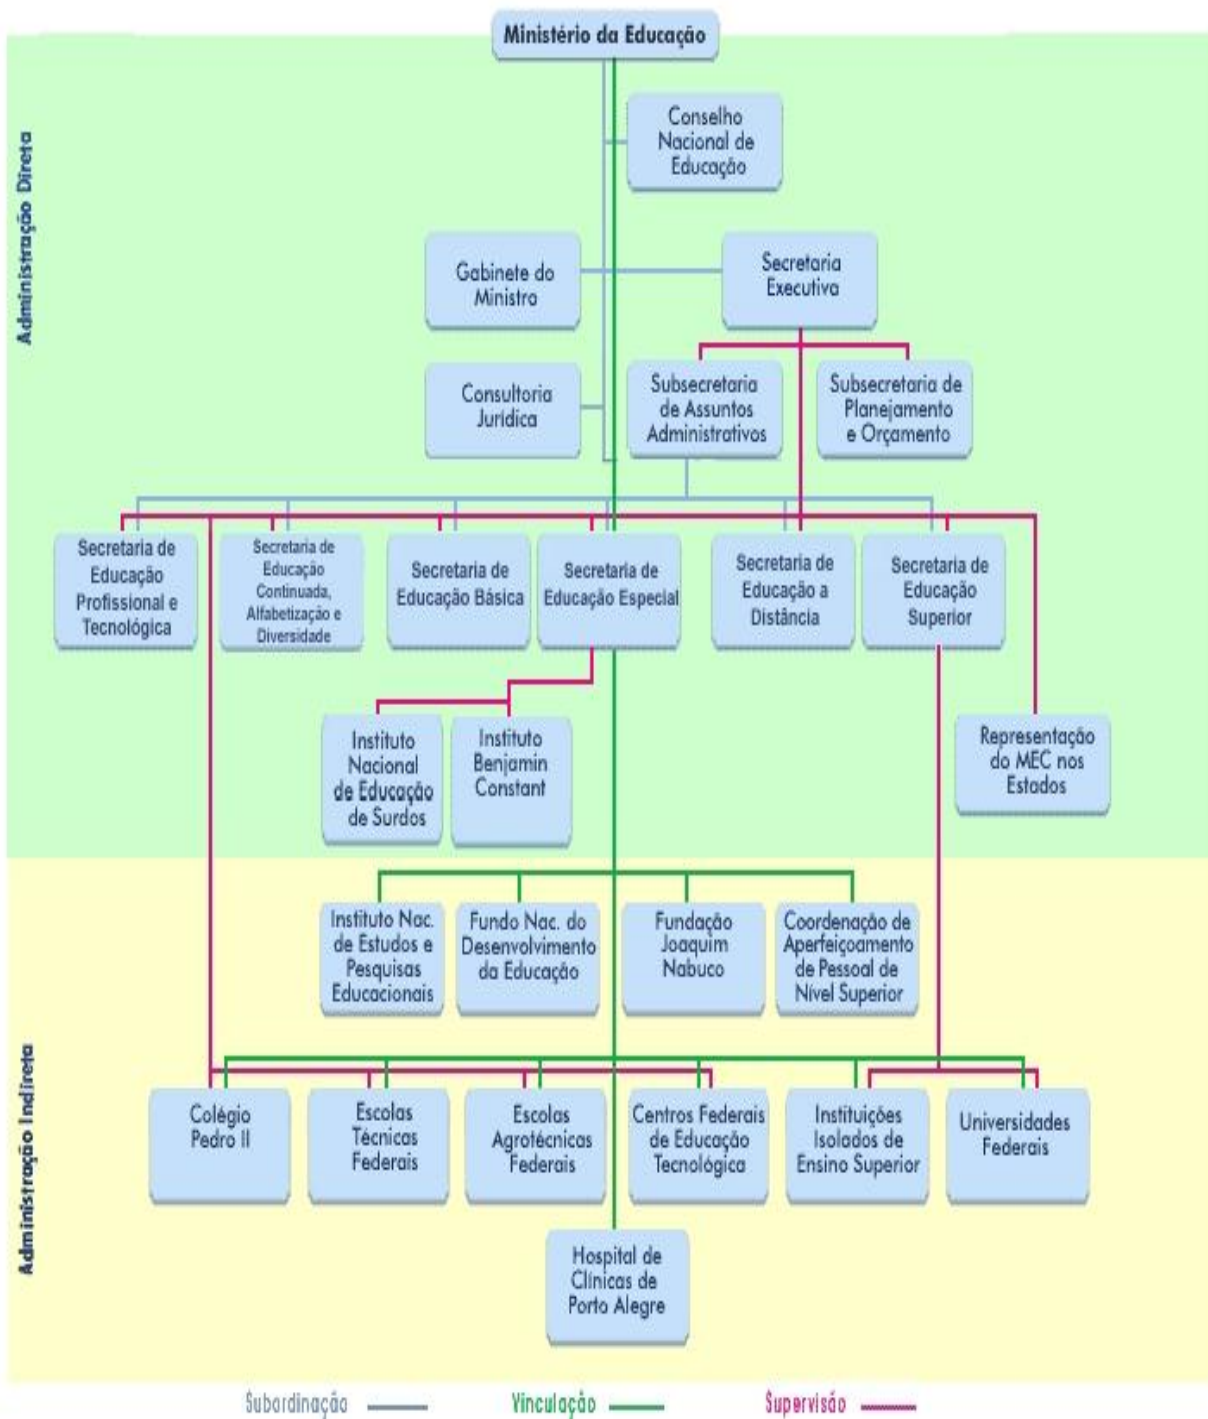 Ministério da Educação
Administração Direta
Conselho
Nacional de
Educação
Gabinete do
Ministro
Secretaria
Executiva
Consultoria
Jurídica
Subsecretaria
de Assuntos
Administrativos
Subsecretaria de
Planejamento
e Orçamento
Secretaria de
Educação
Profissional e
Tecnológica
Secretaria de
Educação
Continuada,
Alfabetização e
Diversidade
Secretaria de
Educação Básica
Secretaria de
Educação Especial
Secretaria de
Educação a
Distância
Secretaria de
Educação
Superior
Instituto
Nacional
de Educação
de Surdos
Instituto
Benjamin
Constant
Representação
do MEC nos
Estados
Administração Indireta
Instituto Nac.
de Estudos e
Pesquisas
Educacionais
Fundo Nac. do
Desenvolvimento
da Educação
Fundação
Joaquim
Nabuco
Coordenação de
Aperfeiçoamento
de Pessoal de
Nível Superior
Colégio
Pedro II
Escolas
Técnicas
Federais
Escolas
Agrotécnicas
Federais
Centros Federais
de Educação
Tecnológica
Instituições
Isolados de
Ensino Superior
Universidades
Federais
Hospital de
Clínicas de
Porto Alegre
Subordinação
Vinculação
Supervisão